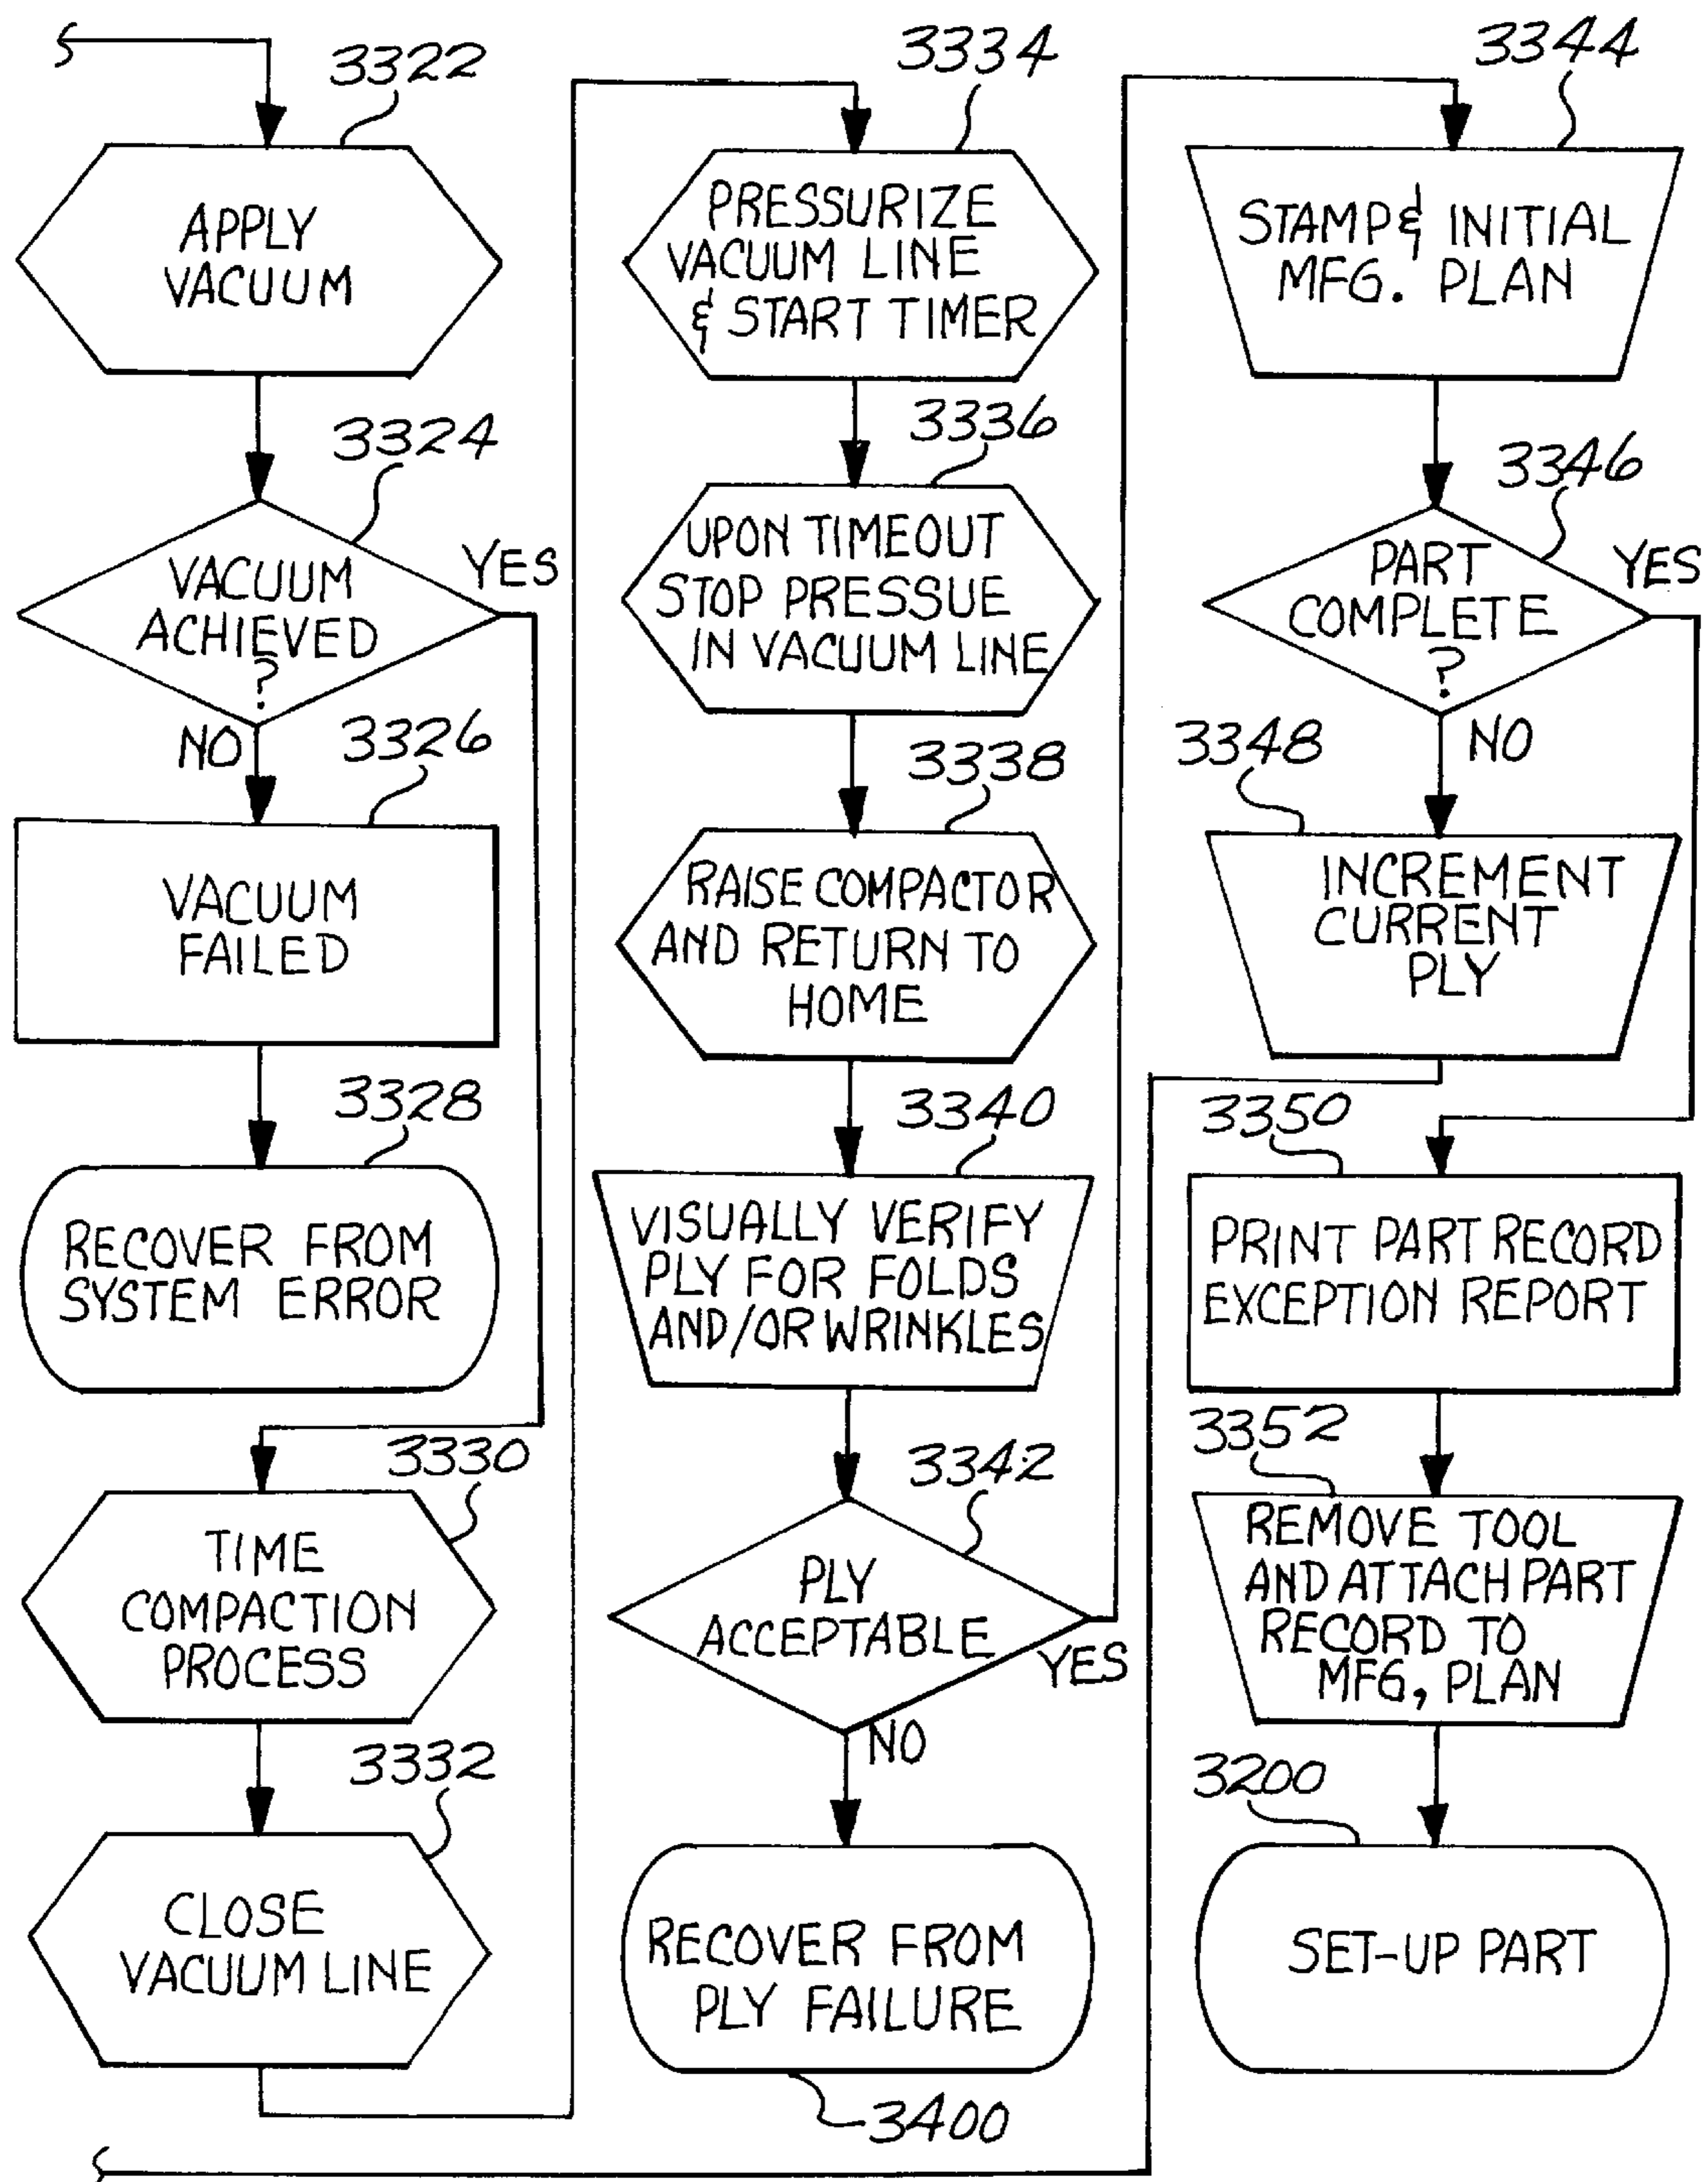 3322
APPLY
VACUUM
3324
VACUUM
ACHIEVED
?
YES
NO
3326
VACUUM
FAILED
3328
RECOVER FROM
SYSTEM ERROR
3330
TIME
COMPACTION
PROCESS
3332
CLOSE
VACUUM LINE
3334
PRESSURIZE
VACUUM LINE
& START TIMER
3336
UPON TIMEOUT
STOP PRESSUE
IN VACUUM LINE
3338
RAISE COMPACTOR
AND RETURN TO
HOME
3340
VISUALLY VERIFY
PLY FOR FOLDS
AND/OR WRINKLES
3342
PLY
ACCEPTABLE
YES
NO
RECOVER FROM
PLY FAILURE
3400
3344
STAMP & INITIAL
MFG. PLAN
3346
PART
COMPLETE
?
YES
NO
3348
INCREMENT
CURRENT
PLY
3350
PRINT PART RECORD
EXCEPTION REPORT
3352
REMOVE TOOL
AND ATTACH PART
RECORD TO
MFG, PLAN
3200
SET-UP PART